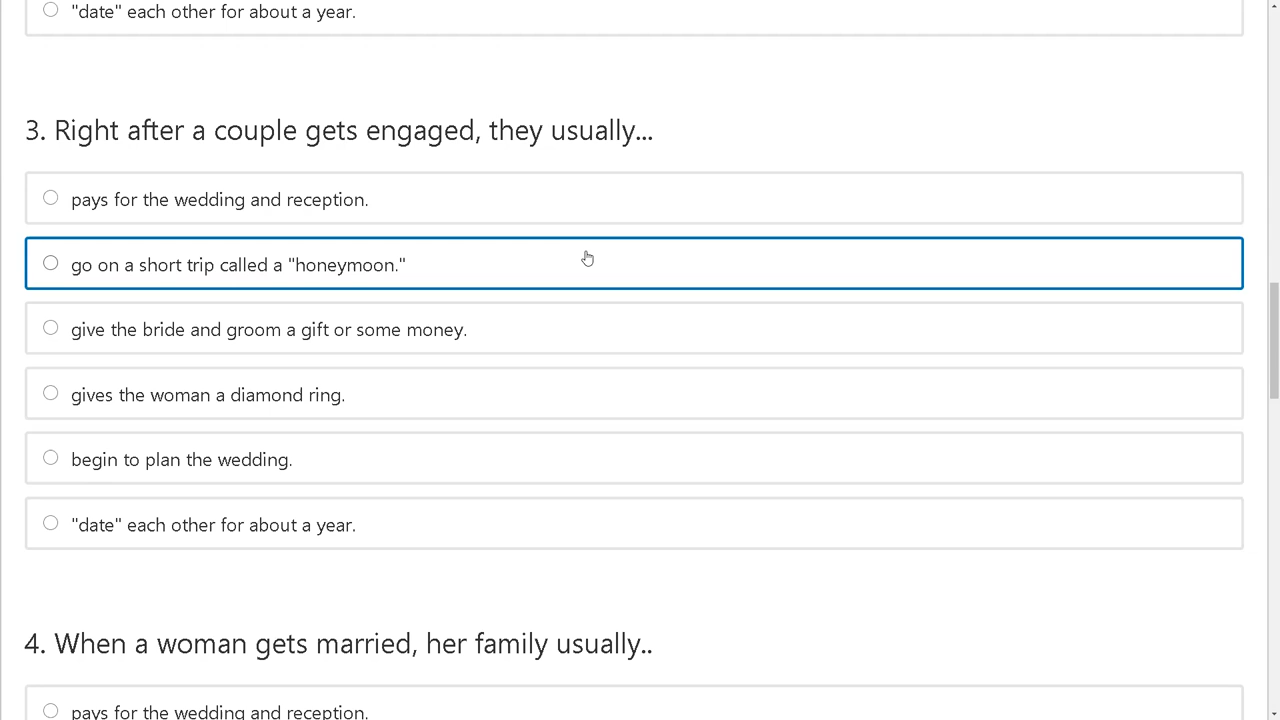 "date" each other for about a year.
3. Right after a couple gets engaged, they usually...
pays for the wedding and reception.
go on a short trip called a "honeymoon."
give the bride and groom a gift or some money.
gives the woman a diamond ring.
begin to plan the wedding.
"date" each other for about a year.
4. When a woman gets married, her family usually..
pays for the wedding and reception.